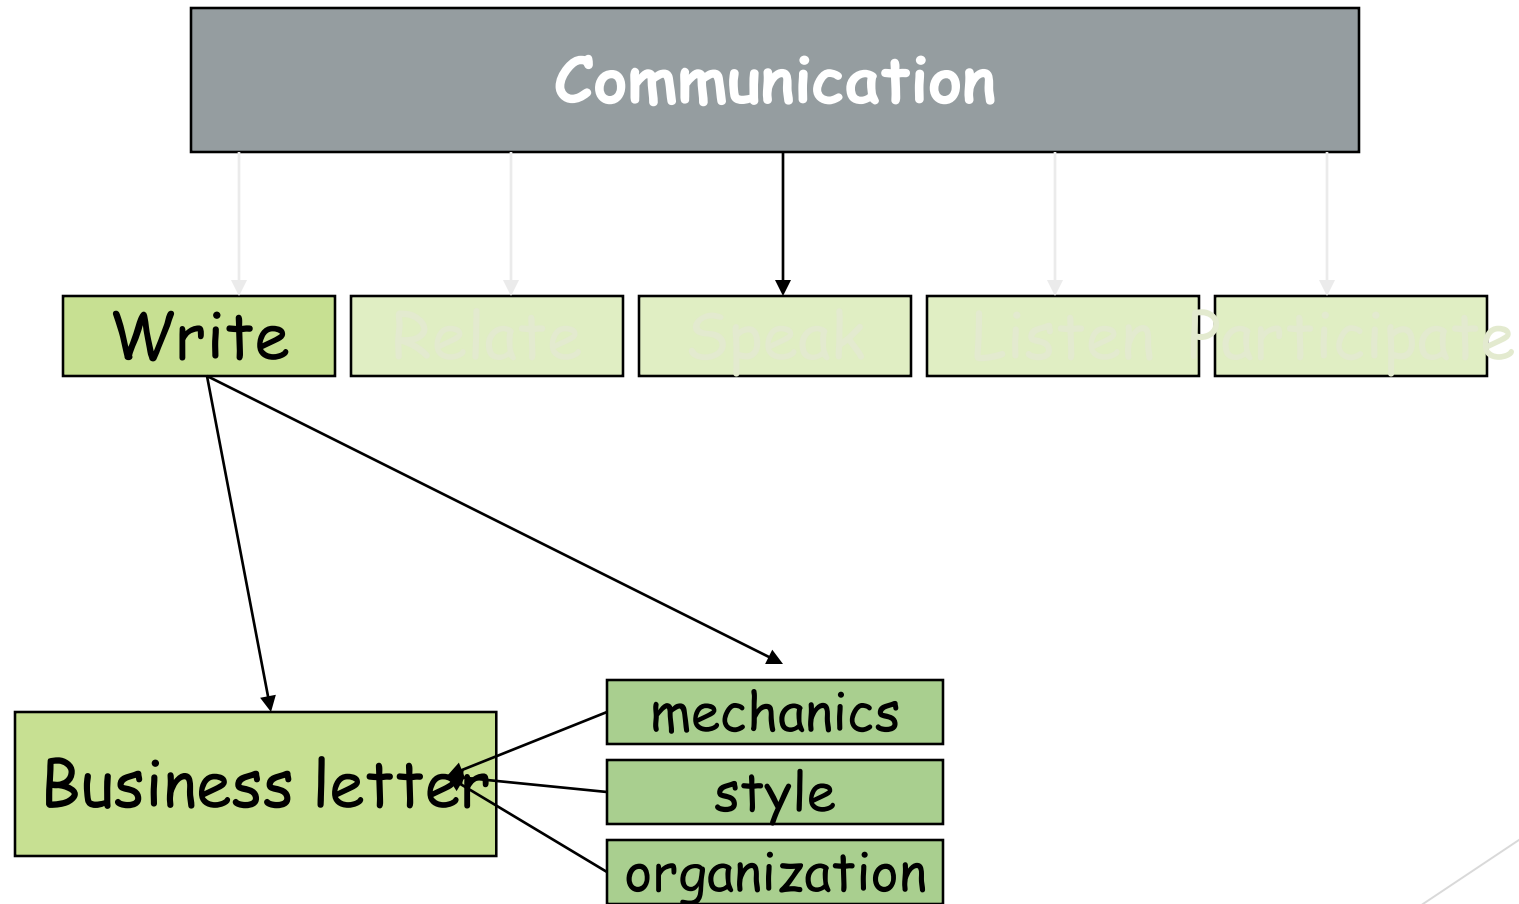 Communication
Write
Relate
Speak
Listen
Participate
mechanics
Business letter
style
organization